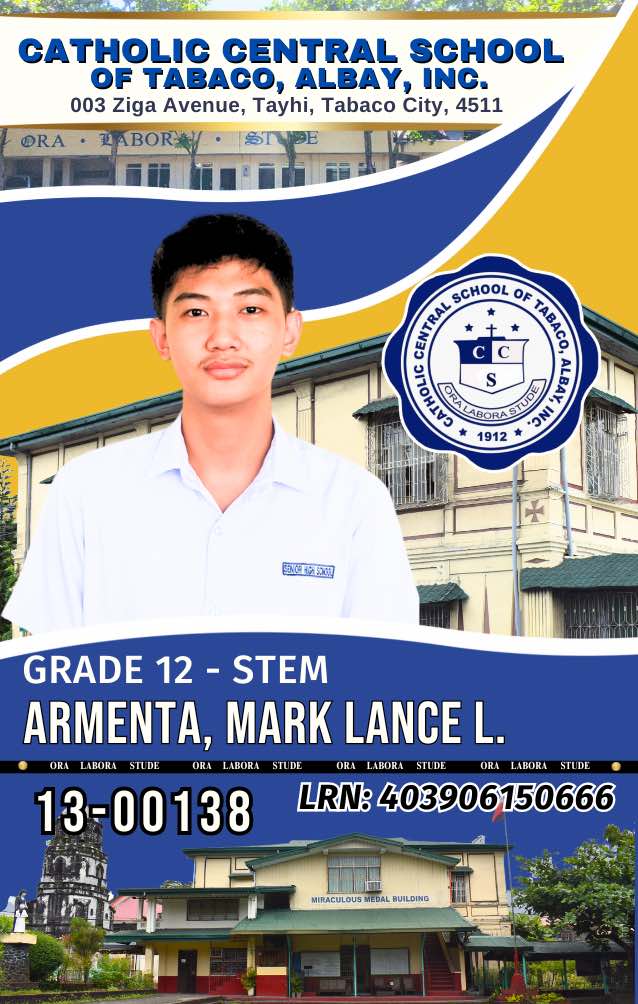 CATHOLIC CENTRAL SCHOOL
OF TABACO, ALBAY, INC.
003 Ziga Avenue, Tayhi, Tabaco City, 4511
ORA • LABORA • STUDE
CATHOLIC CENTRAL SCHOOL OF TABACO, ALBAY, INC.
C C
S
ORA LABORA STUDE
★ 1912 ★
SENIOR HIGH SCHOOL
GRADE 12 - STEM
ARMENTA, MARK LANCE L.
ORA LABORA STUDE ORA LABORA STUDE ORA LABORA STUDE ORA LABORA STUDE
13-00138
LRN: 403906150666
MIRACULOUS MEDAL BUILDING